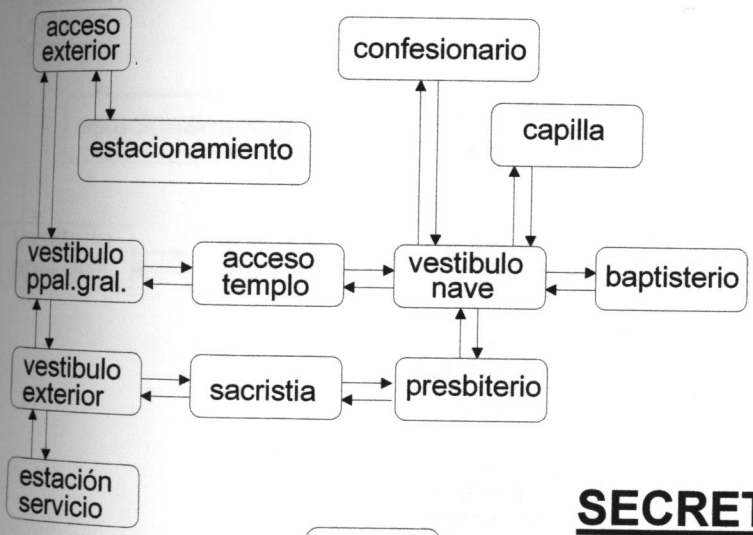 acceso
exterior
confesionario
estacionamiento
capilla
vestibulo
ppal.gral.
acceso
templo
vestibulo
nave
baptisterio
vestibulo
exterior
sacristia
presbiterio
estación
servicio
SECRET